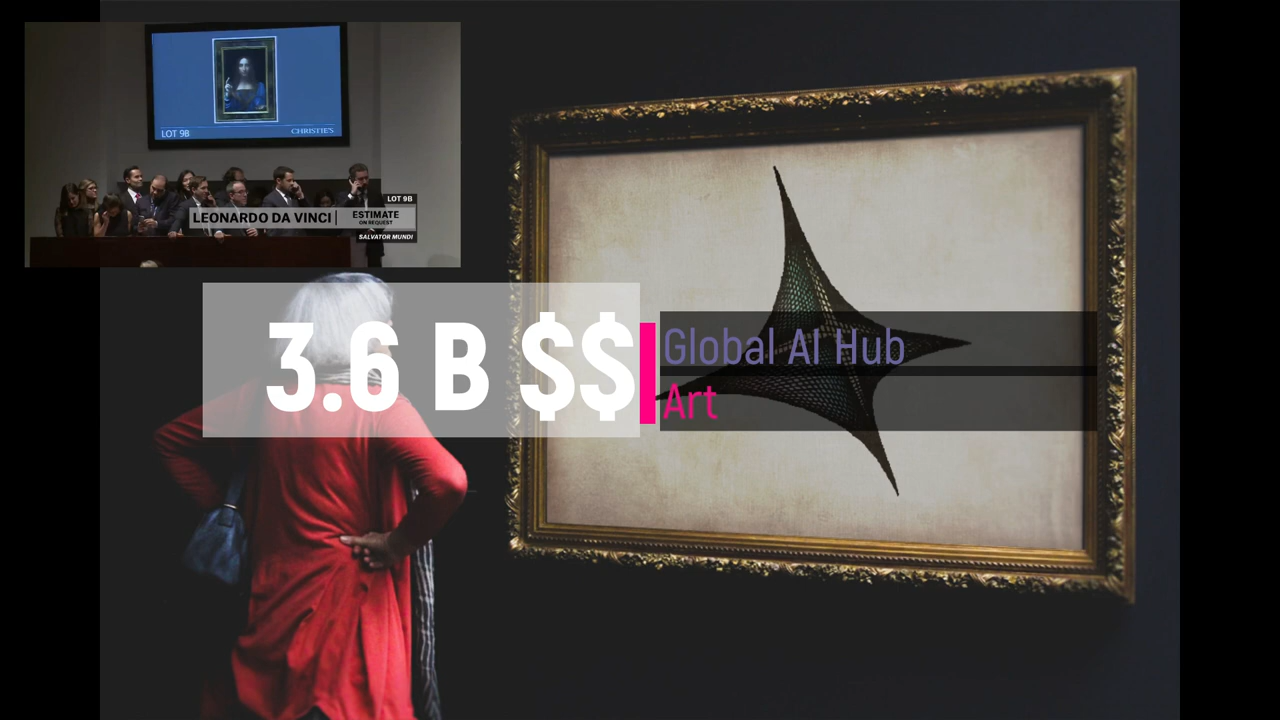 LOT 9B
CHRISTIE'S
LOT 9B
LEONARDO DA VINCI
ESTIMATE
ON REQUEST
SALVATOR MUNDI
3.6 B $$
Global AI Hub
Art